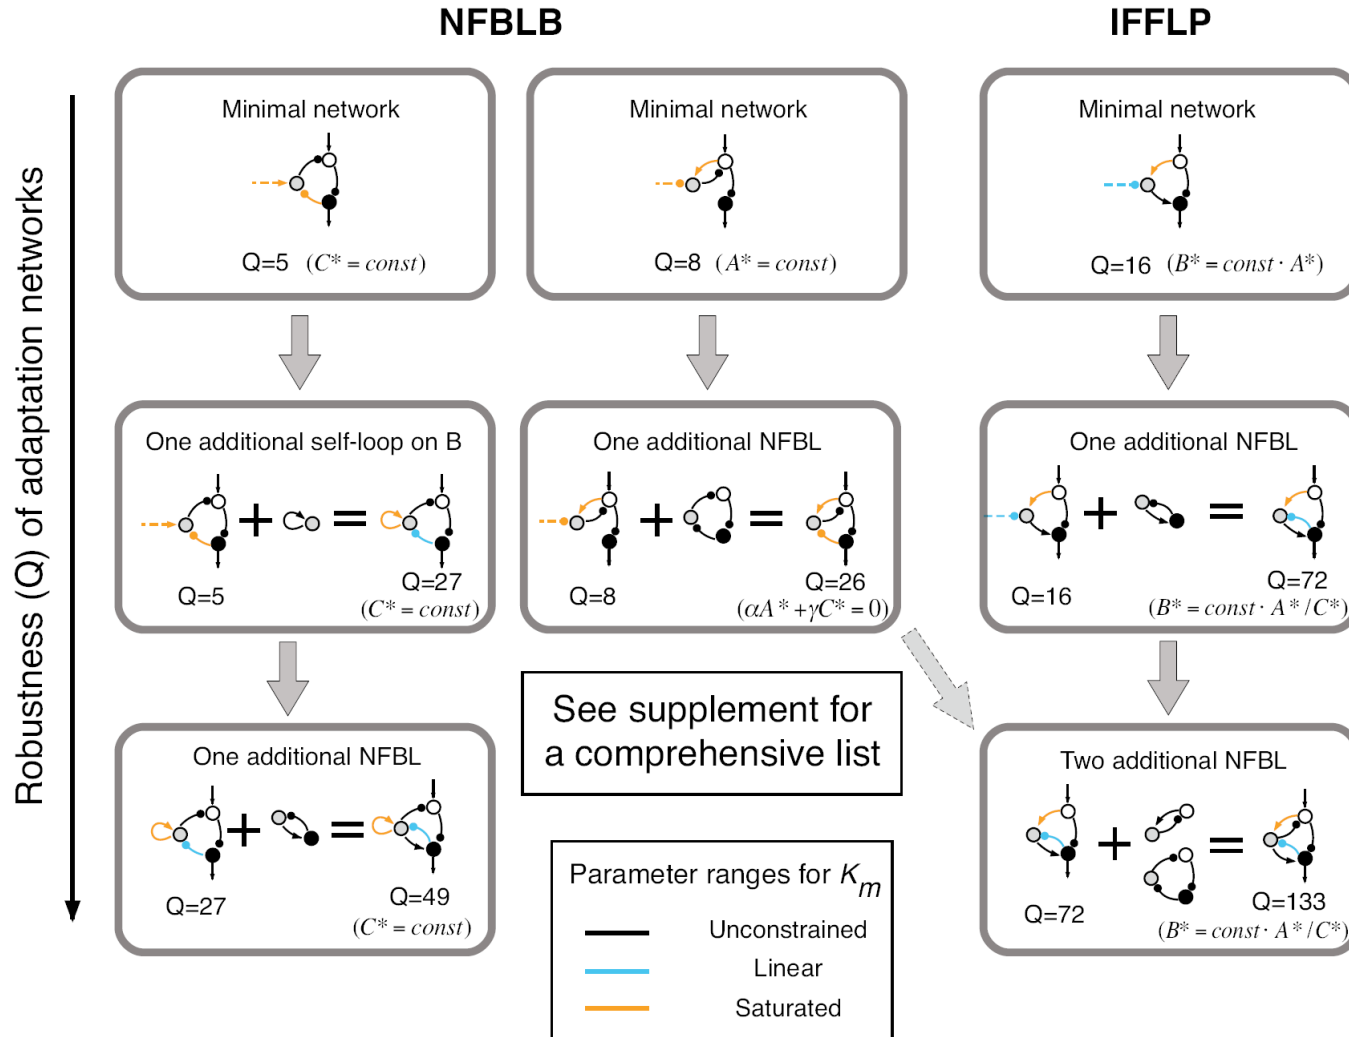 NFBLB
IFFLP
Robustness (Q) of adaptation networks
Minimal network
Q=5 (C* = const)
Minimal network
Q=8 (A* = const)
Minimal network
Q=16 (B* = const · A*)
One additional self-loop on B
Q=5
Q=27
(C* = const)
One additional NFBL
Q=8
Q=26
(αA* +γC* = 0)
One additional NFBL
Q=16
Q=72
(B* = const · A* / C*)
See supplement for
a comprehensive list
One additional NFBL
Q=27
Q=49
(C* = const)
Two additional NFBL
Q=72
Q=133
(B* = const · A* / C*)
Parameter ranges for Km
Unconstrained
Linear
Saturated